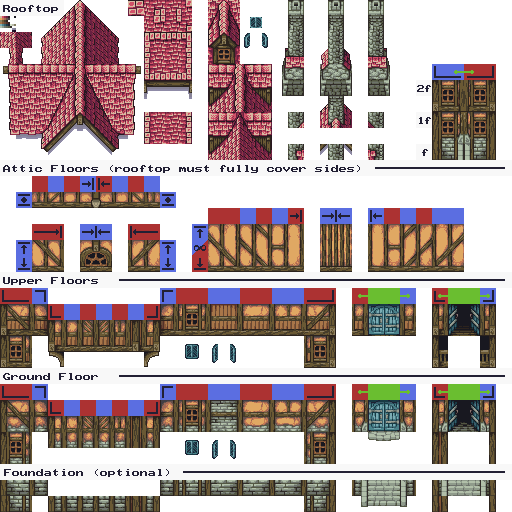 Rooftop
2f
1f
f
Attic Floors (rooftop must fully cover sides)
Upper Floors
Ground Floor
Foundation (optional)